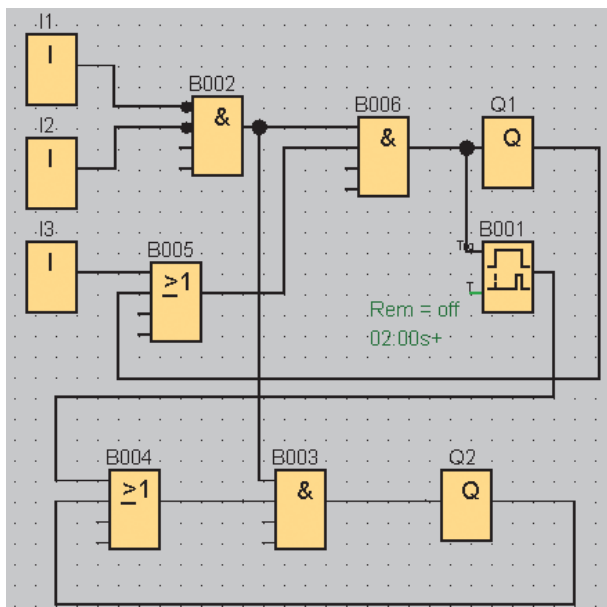 I1
I
B002
&
B006
&
Q1
Q
I2
I
I3
I
B005
≥1
B001
Trg
T
Rem = off
02:00s+
B004
≥1
B003
&
Q2
Q